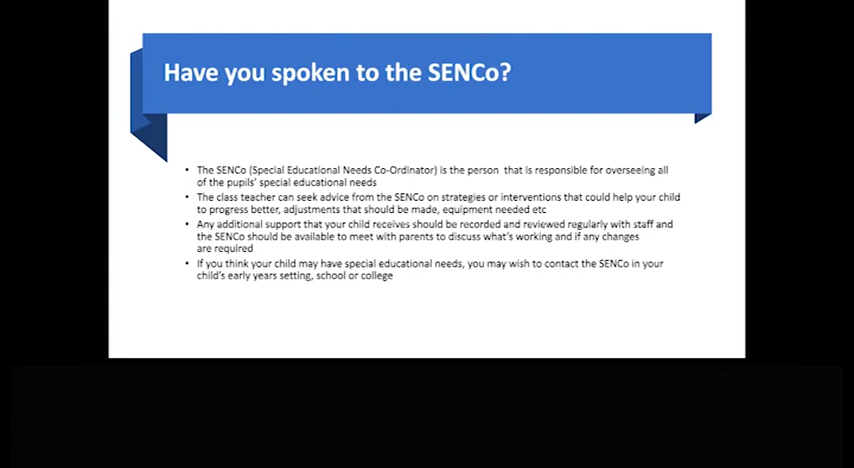 Have you spoken to the SENCo?
• The SENCo (Special Educational Needs Co-Ordinator) is the person that is responsible for overseeing all
of the pupils' special educational needs
• The class teacher can seek advice from the SENCo on strategies or interventions that could help your child
to progress better, adjustments that should be made, equipment needed etc
• Any additional support that your child receives should be recorded and reviewed regularly with staff and
the SENCo should be available to meet with parents to discuss what's working and if any changes
are required
• If you think your child may have special educational needs, you may wish to contact the SENCo in your
child's early years setting, school or college